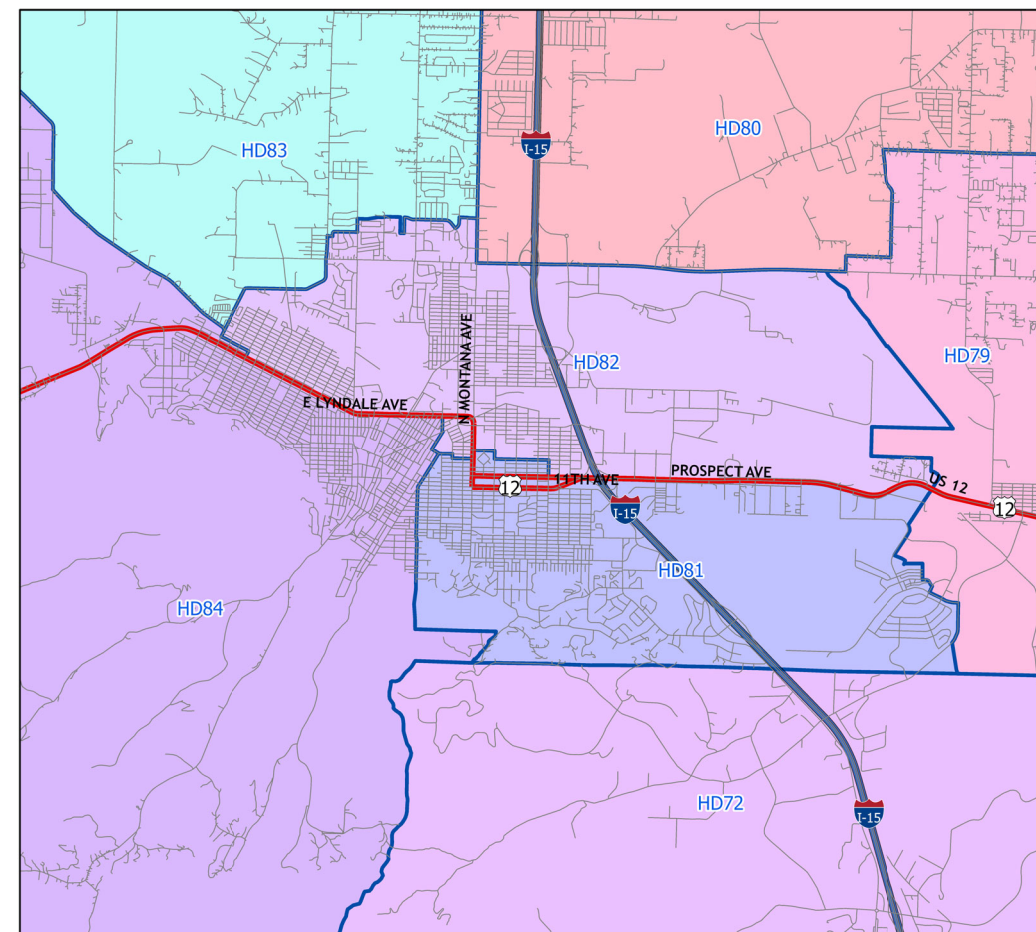 HD80
I-15
HD83
N MONTANA AVE
HD79
HD82
E LYNDALE AVE
PROSPECT AVE
11TH AVE
US 12
12
12
I-15
HD81
HD84
HD72
I-15